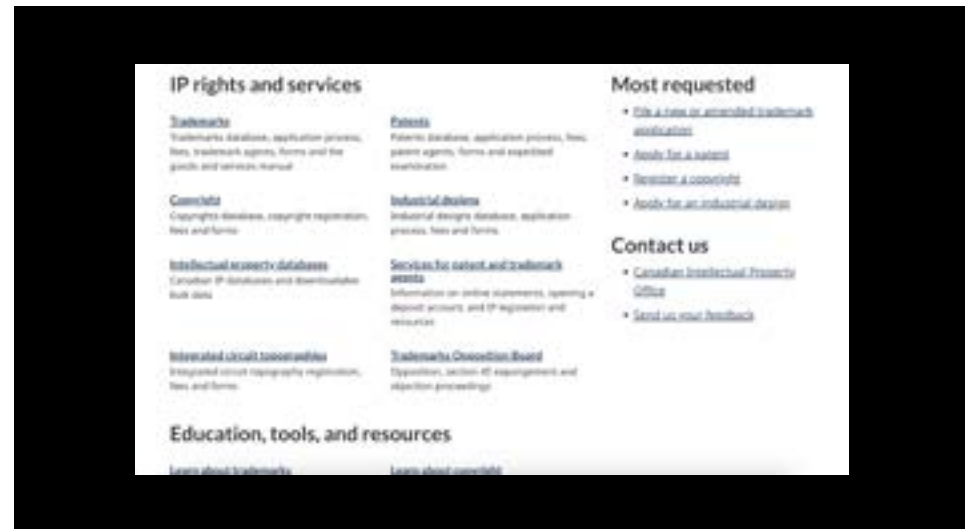 IP rights and services
Trademarks
Trademarks database, application process,
fees, trademark agents, forms and the
goods and services manual
Patents
Patents database, application process, fees,
patent agents, forms and expedited
examination
Copyright
Copyrights database, copyright registration,
fees and forms
Industrial designs
Industrial designs database, application
process, fees and forms
Intellectual property databases
Canadian IP databases and downloadable
bulk data
Services for patent and trademark
agents
Information on online statements, opening a
deposit account, and IP legislation and
resources
Integrated circuit topographies
Integrated circuit topography registration,
fees and forms
Trademarks Opposition Board
Opposition, section 45 expungement and
objection proceedings
Education, tools, and resources
Learn about trademarks
Learn about copyright
Most requested
File a new or amended trademark
application
Apply for a patent
Register a copyright
Apply for an industrial design
Contact us
Canadian Intellectual Property
Office
Send us your feedback